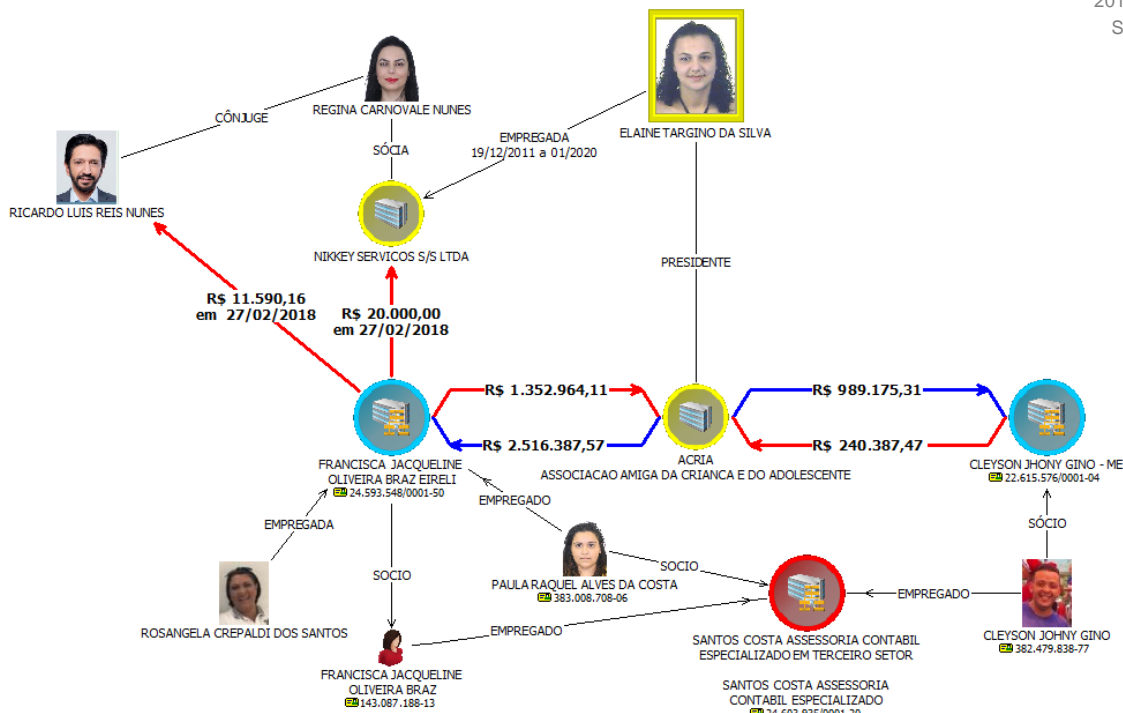 201
S
REGINA CARNOVALE NUNES
CÔNJUGE
SÓCIA
EMPREGADA
19/12/2011 a 01/2020
ELAINE TARGINO DA SILVA
RICARDO LUIS REIS NUNES
NIKKEY SERVICOS S/S LTDA
PRESIDENTE
R$ 11.590,16
em 27/02/2018
R$ 20.000,00
em 27/02/2018
R$ 1.352.964,11
R$ 989.175,31
R$ 2.516.387,57
R$ 240.387,47
FRANCISCA JACQUELINE
OLIVEIRA BRAZ EIRELI
24.593.548/0001-50
ACRIA
ASSOCIACAO AMIGA DA CRIANCA E DO ADOLESCENTE
CLEYSON JHONY GINO - ME
22.615.576/0001-04
EMPREGADO
EMPREGADA
SÓCIO
SOCIO
SOCIO
PAULA RAQUEL ALVES DA COSTA
383.008.708-06
EMPREGADO
ROSANGELA CREPALDI DOS SANTOS
EMPREGADO
SANTOS COSTA ASSESSORIA CONTABIL
ESPECIALIZADO EM TERCEIRO SETOR
CLEYSON JOHNY GINO
382.479.838-77
FRANCISCA JACQUELINE
OLIVEIRA BRAZ
143.087.188-13
SANTOS COSTA ASSESSORIA
CONTABIL ESPECIALIZADO